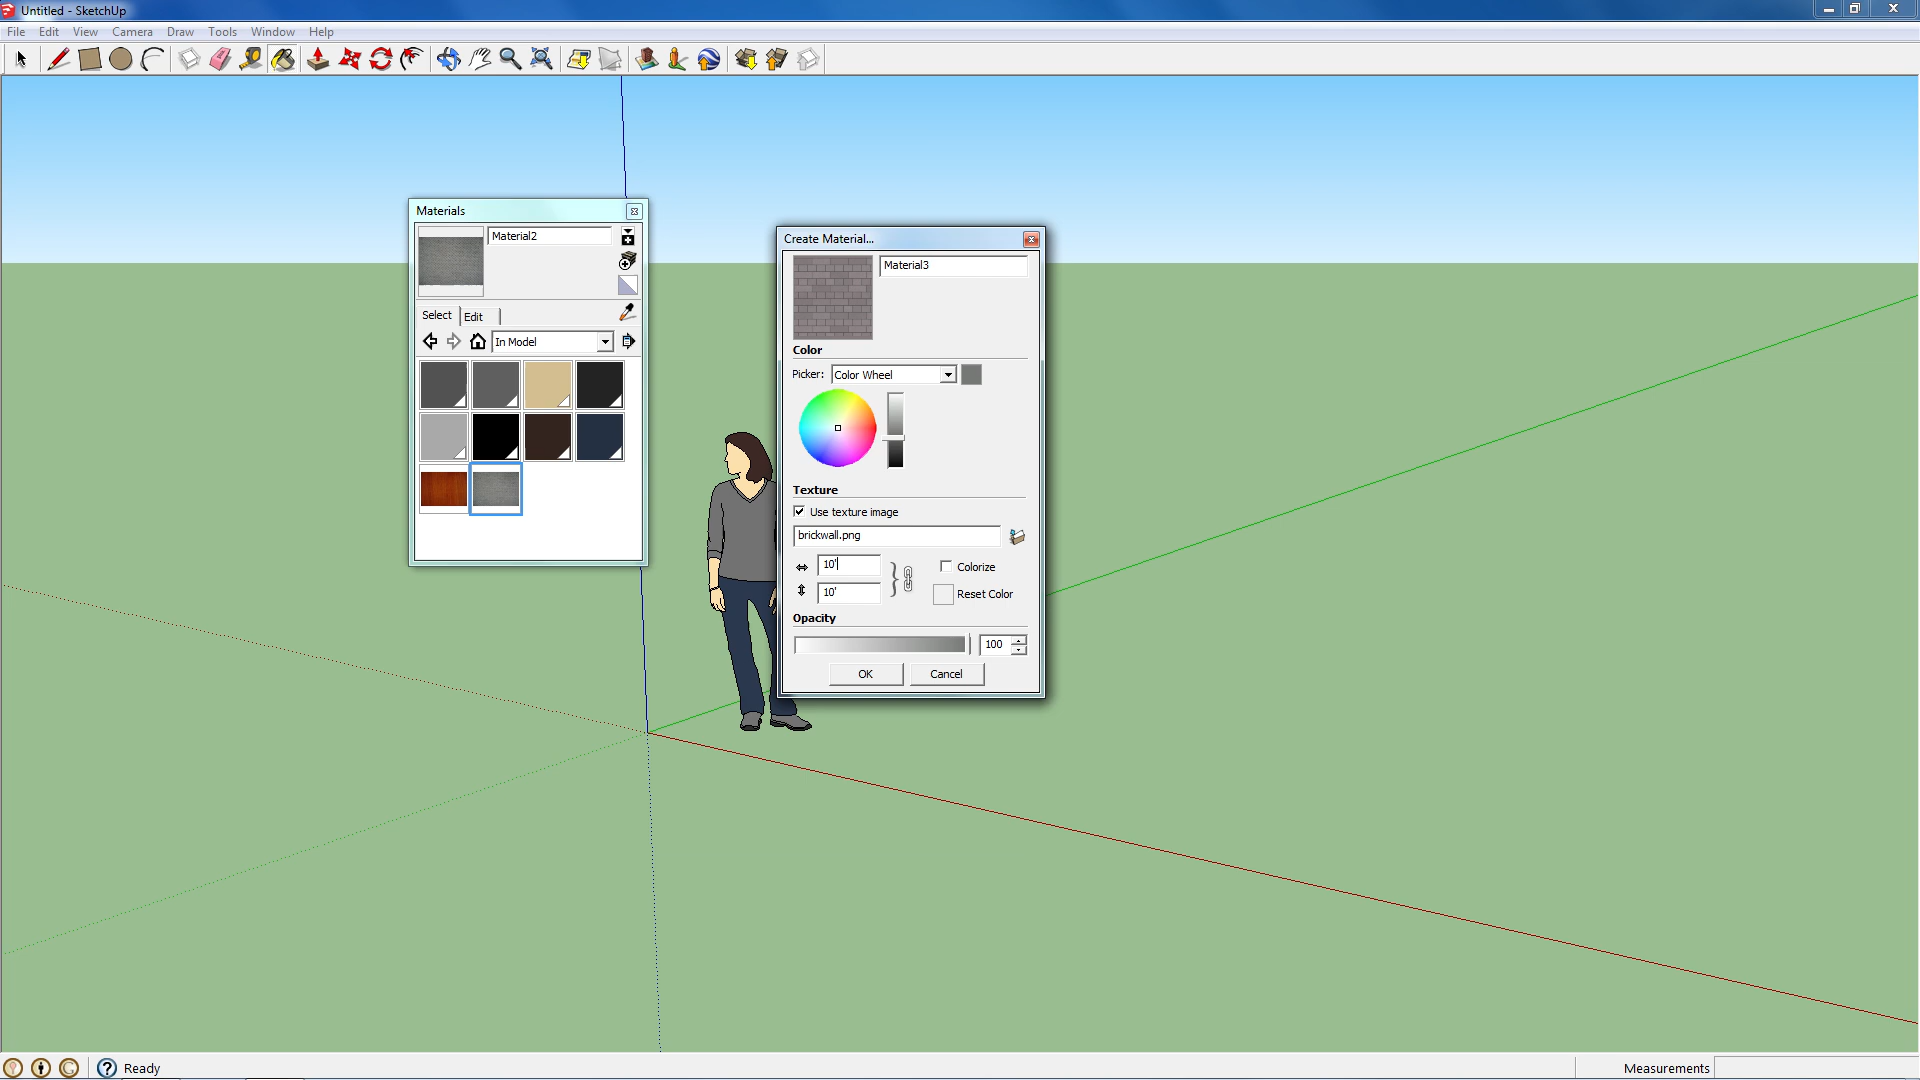 Untitled - SketchUp
File Edit View Camera Draw Tools Window Help
Materials
Material2
Select Edit
In Model
Create Material...
Material3
Color
Picker: Color Wheel
Texture
Use texture image
brickwall.png
10'
Colorize
10'
Reset Color
Opacity
100
OK Cancel
Ready
Measurements